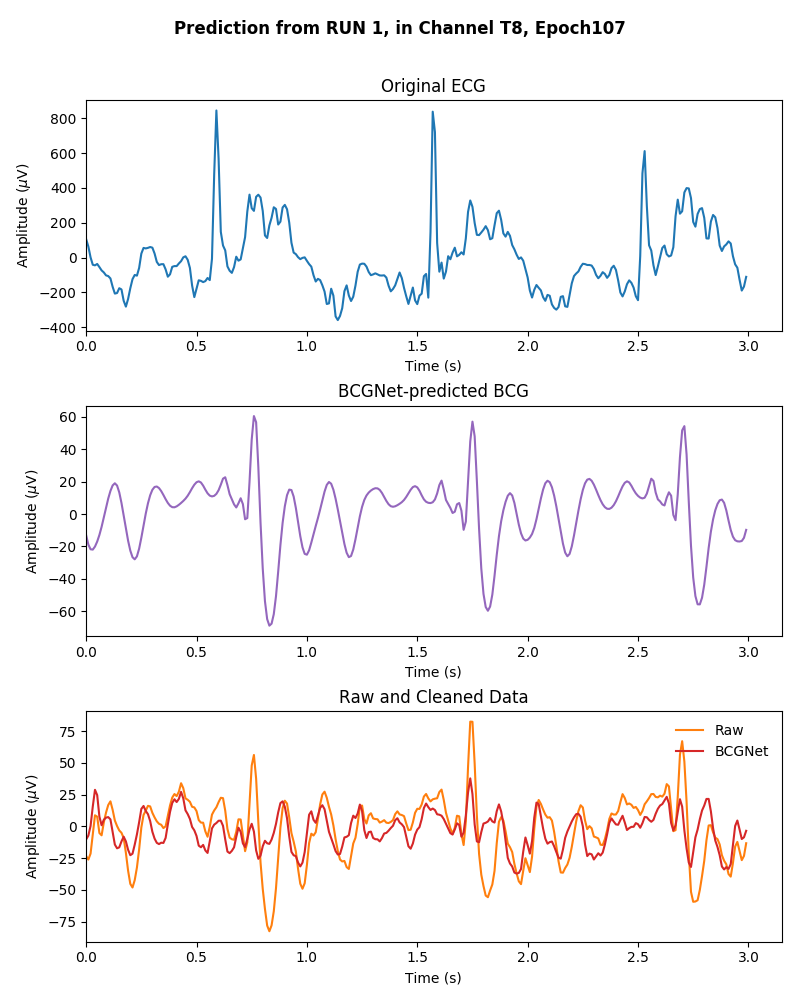 Prediction from RUN 1, in Channel T8, Epoch107
Original ECG
Amplitude (μV)
800
600
400
200
0
−200
−400
0.0 0.5 1.0 1.5 2.0 2.5 3.0
Time (s)
BCGNet-predicted BCG
Amplitude (μV)
60
40
20
0
−20
−40
−60
0.0 0.5 1.0 1.5 2.0 2.5 3.0
Time (s)
Raw and Cleaned Data
Amplitude (μV)
75
50
25
0
−25
−50
−75
Raw
BCGNet
0.0 0.5 1.0 1.5 2.0 2.5 3.0
Time (s)